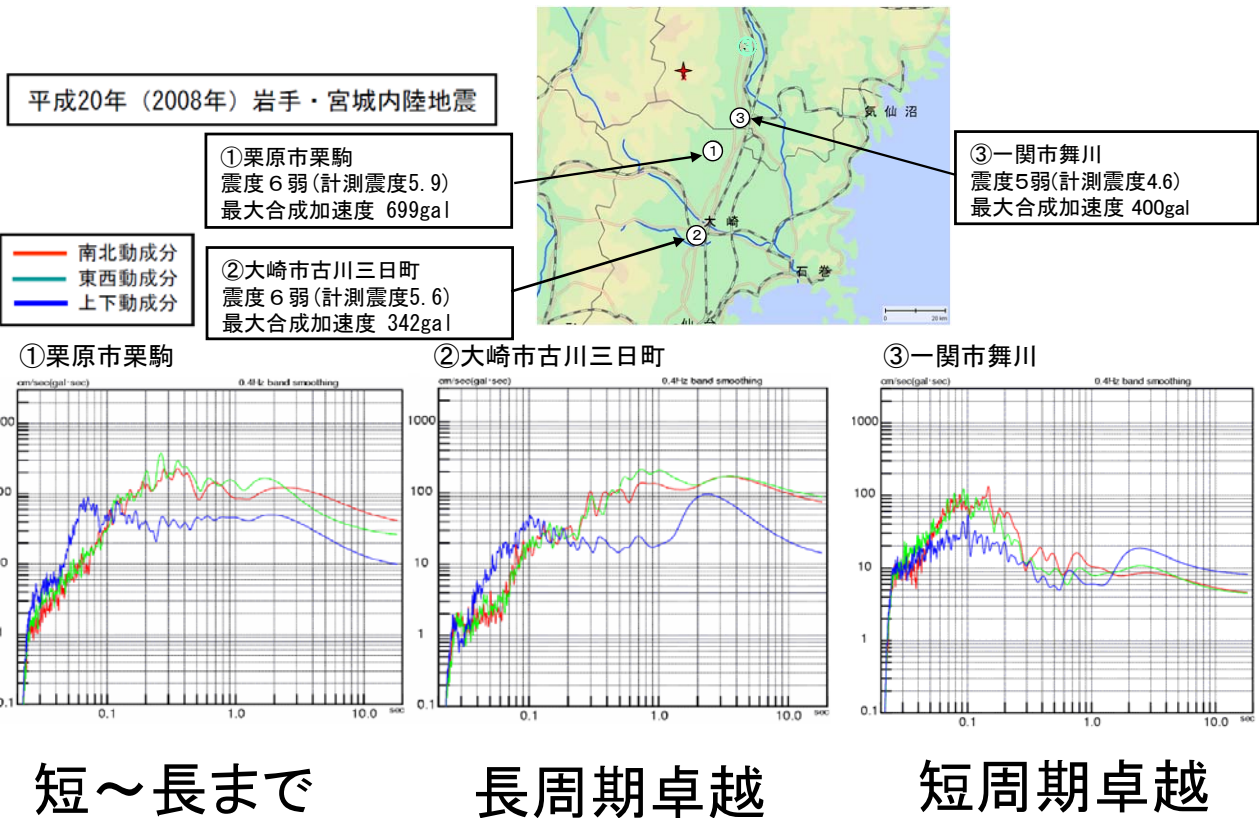 平成20年（2008年）岩手・宮城内陸地震
①栗原市栗駒
震度６弱(計測震度5.9)
最大合成加速度 699gal
②大崎市古川三日町
震度６弱(計測震度5.6)
最大合成加速度 342gal
③一関市舞川
震度5弱(計測震度4.6)
最大合成加速度 400gal
南北動成分
東西動成分
上下動成分
気仙沼
③
①
大崎
②
石巻
0 20 km
①栗原市栗駒
cm/sec(gal·sec) 0.4Hz band smoothing
0.1 1.0 10.0 sec
②大崎市古川三日町
cm/sec(gal·sec) 0.4Hz band smoothing
1000
100
10
1
0.1
0.1 1.0 10.0 sec
③一関市舞川
cm/sec(gal·sec) 0.4Hz band smoothing
1000
100
10
1
0.1
0.1 1.0 10.0 sec
短～長まで
長周期卓越
短周期卓越